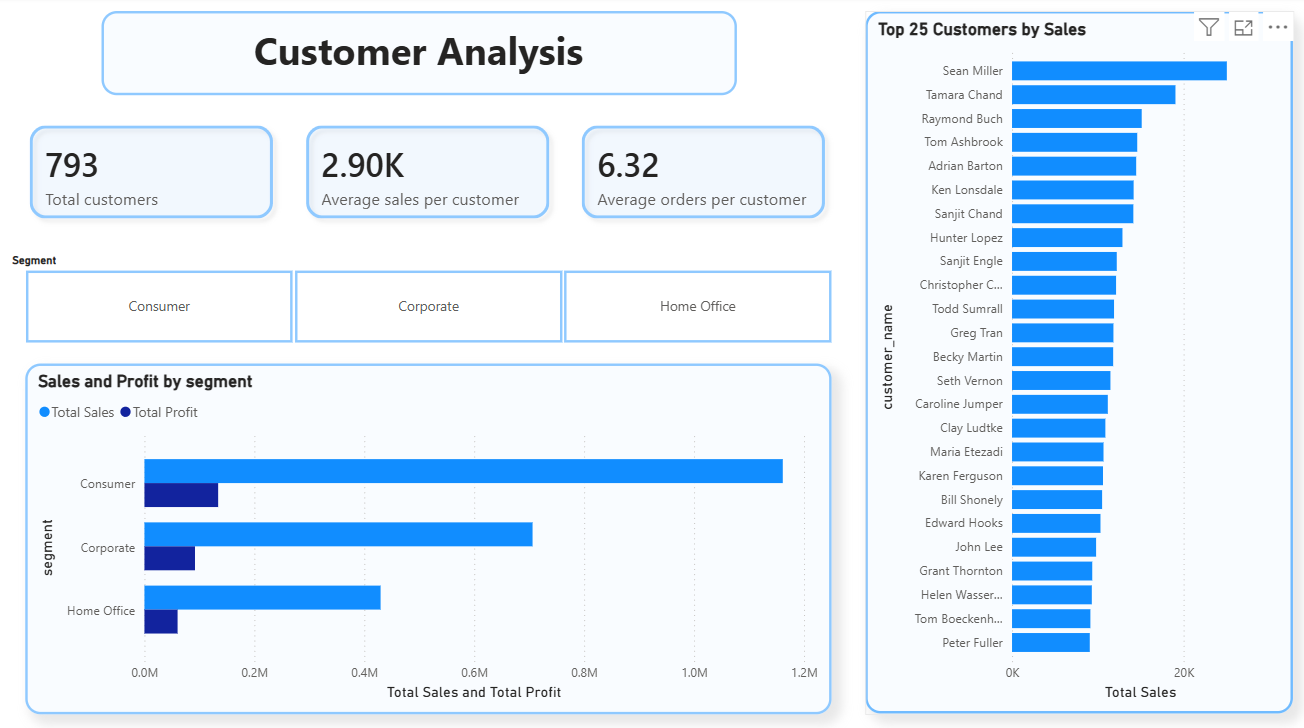 Customer Analysis
793
Total customers
2.90K
Average sales per customer
6.32
Average orders per customer
Segment
Consumer
Corporate
Home Office
Sales and Profit by segment
Total Sales
Total Profit
segment
Consumer
Corporate
Home Office
0.0M
0.2M
0.4M
0.6M
0.8M
1.0M
1.2M
Total Sales and Total Profit
Top 25 Customers by Sales
customer_name
Sean Miller
Tamara Chand
Raymond Buch
Tom Ashbrook
Adrian Barton
Ken Lonsdale
Sanjit Chand
Hunter Lopez
Sanjit Engle
Christopher C...
Todd Sumrall
Greg Tran
Becky Martin
Seth Vernon
Caroline Jumper
Clay Ludtke
Maria Etezadi
Karen Ferguson
Bill Shonely
Edward Hooks
John Lee
Grant Thornton
Helen Wasser...
Tom Boeckenh...
Peter Fuller
0K
20K
Total Sales